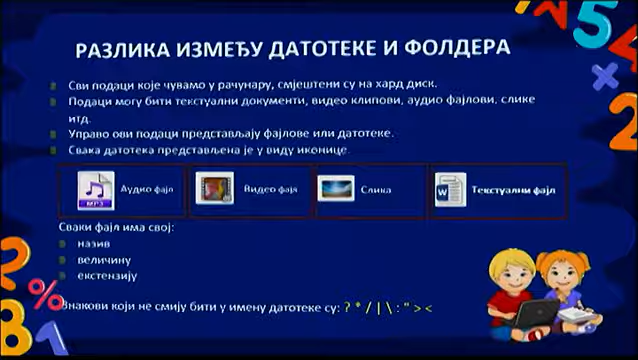 РАЗЛИКА ИЗМЕЂУ ДАТОТЕКЕ И ФОЛДЕРА
Сви подаци које чувамо у рачунару, смјештени су на хард диск.
Подаци могу бити текстуални документи, видео клипови, аудио фајлови, слике
итд.
Управо ови подаци представљају фајлове или датотеке.
Свака датотека представљена је у виду иконице.
MP3 Аудио фајл
Видео фајл
Слика
W Текстуални фајл
Сваки фајл има свој:
назив
величину
екстензију
Знакови који не смију бити у имену датотеке су: ? * / | \ : " > <